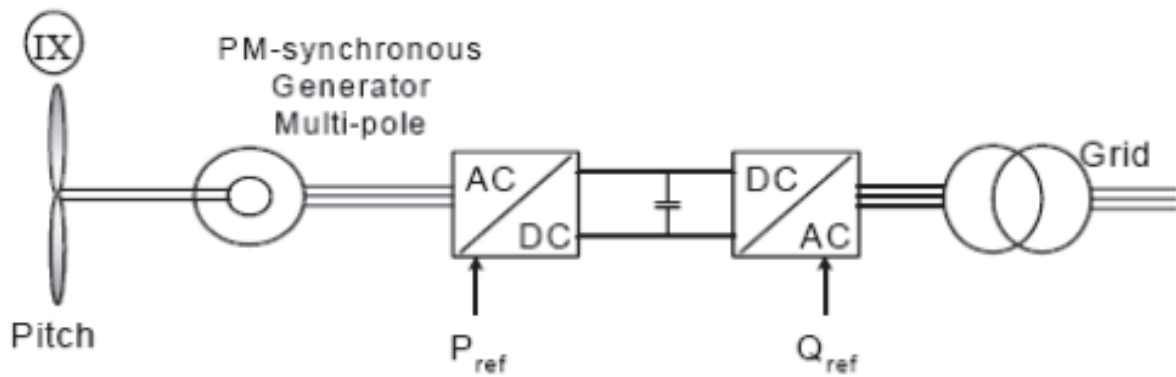 IX
PM-synchronous
Generator
Multi-pole
AC
DC
DC
AC
Grid
Pitch
Pref
Qref